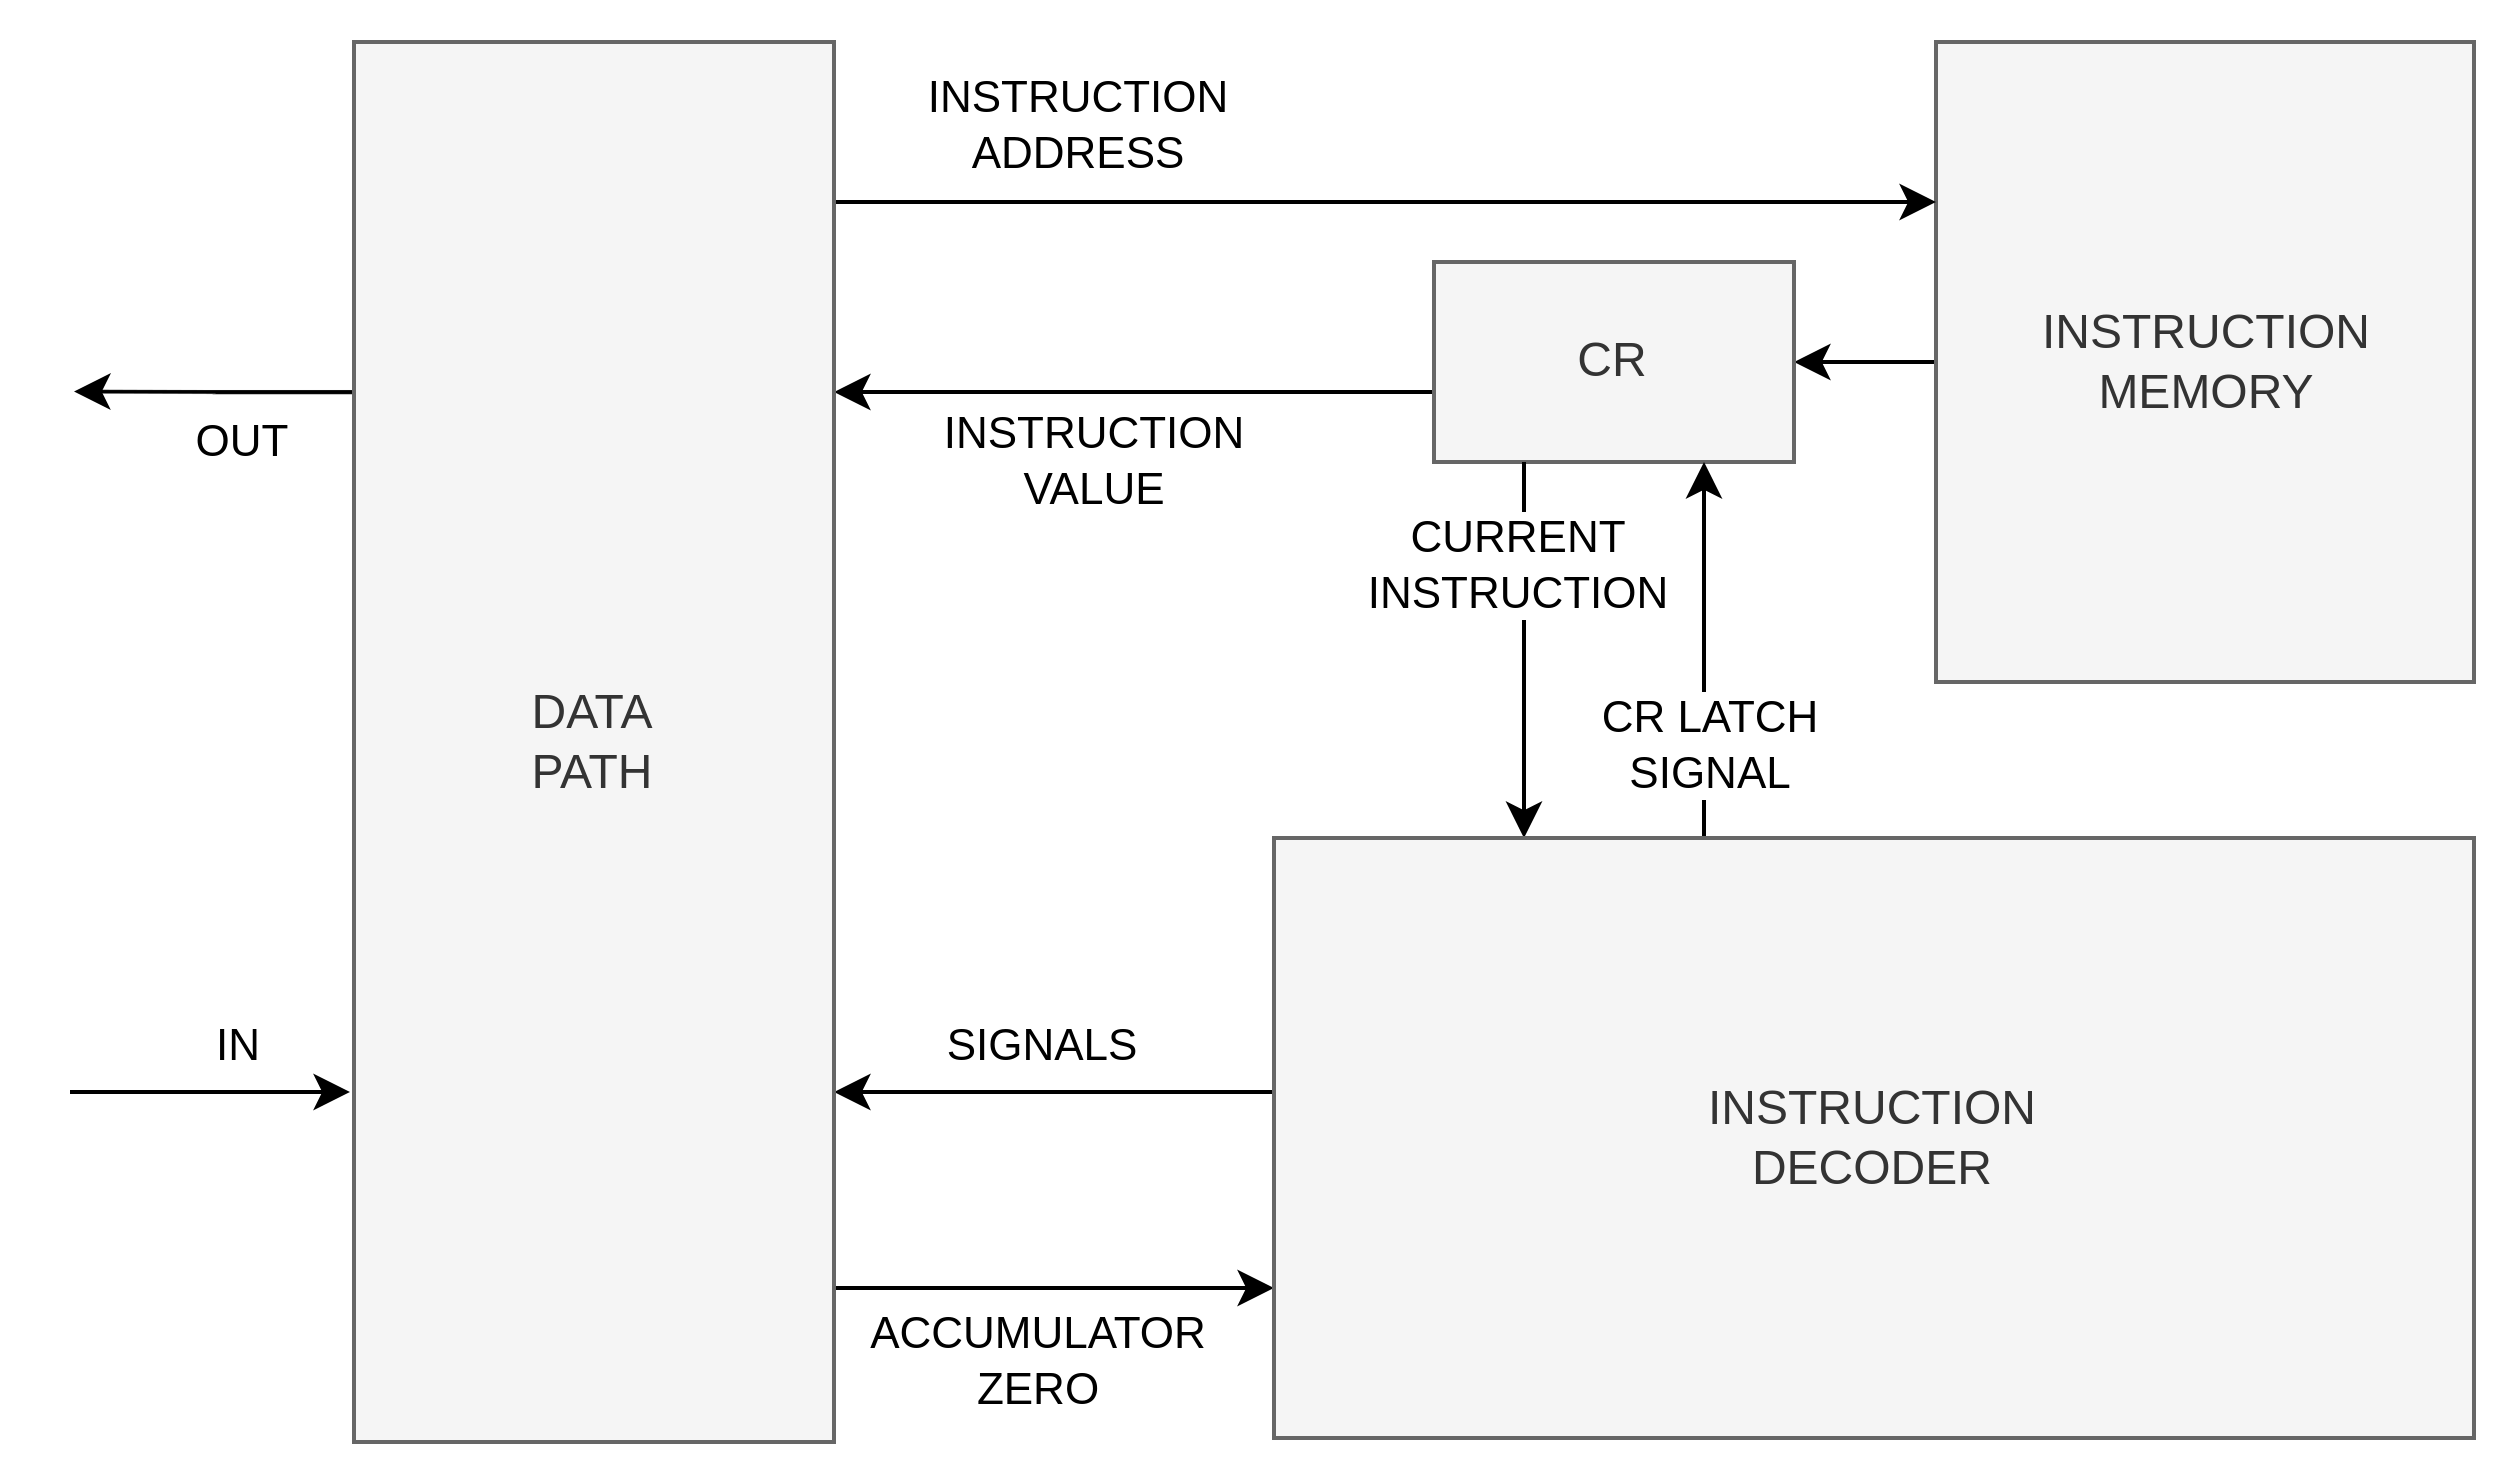 INSTRUCTION
ADDRESS
CR
INSTRUCTION
MEMORY
OUT
INSTRUCTION
VALUE
CURRENT
INSTRUCTION
DATA
PATH
CR LATCH
SIGNAL
IN
SIGNALS
INSTRUCTION
DECODER
ACCUMULATOR
ZERO